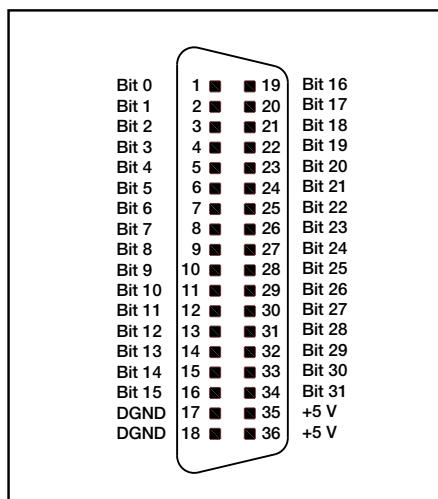 Bit 0 1 19 Bit 16
Bit 1 2 20 Bit 17
Bit 2 3 21 Bit 18
Bit 3 4 22 Bit 19
Bit 4 5 23 Bit 20
Bit 5 6 24 Bit 21
Bit 6 7 25 Bit 22
Bit 7 8 26 Bit 23
Bit 8 9 27 Bit 24
Bit 9 10 28 Bit 25
Bit 10 11 29 Bit 26
Bit 11 12 30 Bit 27
Bit 12 13 31 Bit 28
Bit 13 14 32 Bit 29
Bit 14 15 33 Bit 30
Bit 15 16 34 Bit 31
DGND 17 35 +5 V
DGND 18 36 +5 V